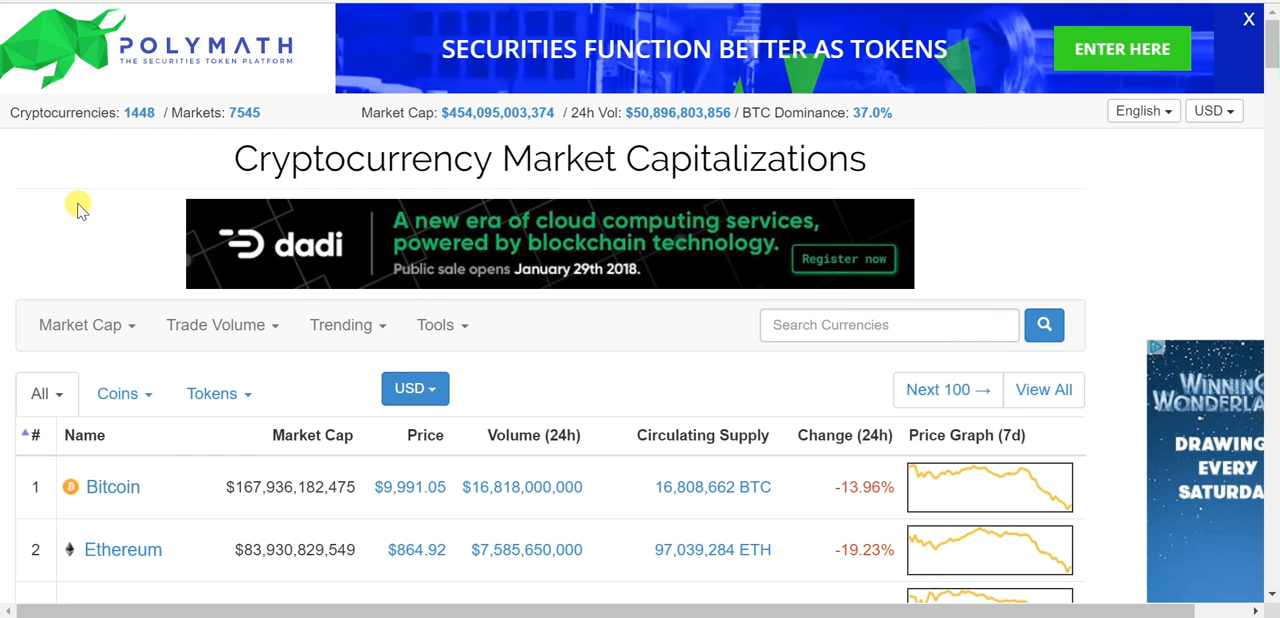 POLYMATH
THE SECURITIES TOKEN PLATFORM
SECURITIES FUNCTION BETTER AS TOKENS
ENTER HERE
X
Cryptocurrencies: 1448 / Markets: 7545
Market Cap: $454,095,003,374 / 24h Vol: $50,896,803,856 / BTC Dominance: 37.0%
English
USD
Cryptocurrency Market Capitalizations
dadi
A new era of cloud computing services,
powered by blockchain technology.
Public sale opens January 29th 2018.
Register now
Market Cap
Trade Volume
Trending
Tools
Search Currencies
All
Coins
Tokens
USD
Next 100 →
View All
# Name Market Cap Price Volume (24h) Circulating Supply Change (24h) Price Graph (7d)
1 Bitcoin $167,936,182,475 $9,991.05 $16,818,000,000 16,808,662 BTC -13.96%
2 Ethereum $83,930,829,549 $864.92 $7,585,650,000 97,039,284 ETH -19.23%
DRAWING
EVERY
SATURDA